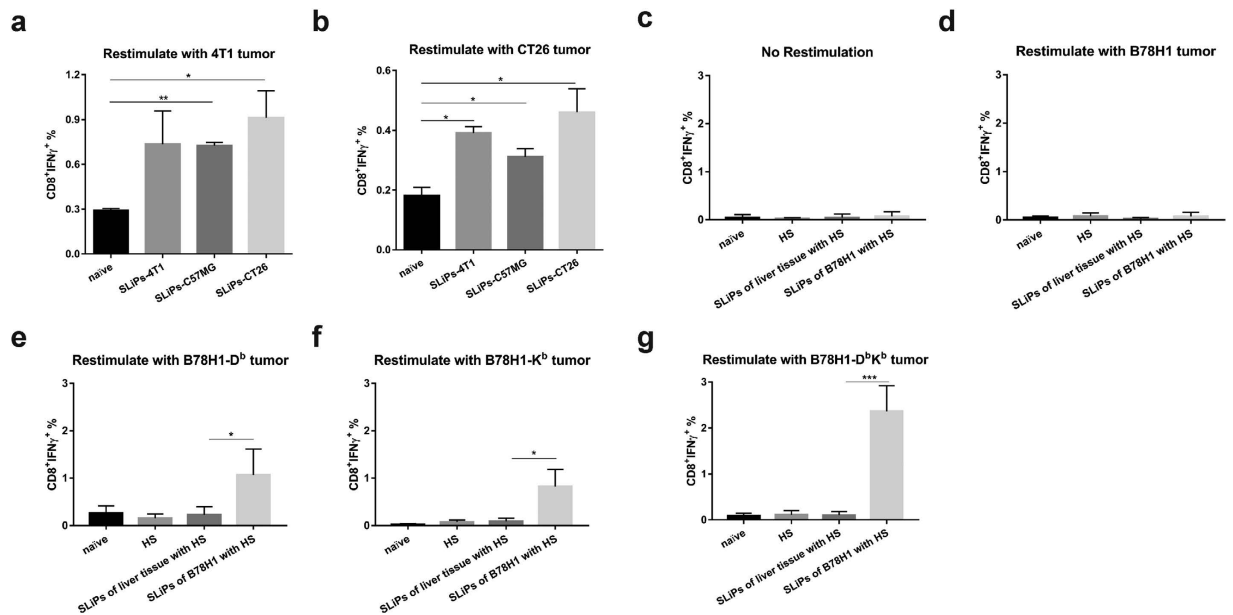 a
Restimulate with 4T1 tumor
CD8⁺IFNγ⁺ %
1.2
0.9
0.6
0.3
0.0
*
**
naïve
SLiPs-4T1
SLiPs-C57MG
SLiPs-CT26
b
Restimulate with CT26 tumor
CD8⁺IFNγ⁺ %
0.6
0.4
0.2
0.0
*
*
*
naïve
SLiPs-4T1
SLiPs-C57MG
SLiPs-CT26
c
No Restimulation
CD8⁺IFNγ⁺ %
3
2
1
0
naïve
HS
SLiPs of liver tissue with HS
SLiPs of B78H1 with HS
d
Restimulate with B78H1 tumor
CD8⁺IFNγ⁺ %
3
2
1
0
naïve
HS
SLiPs of liver tissue with HS
SLiPs of B78H1 with HS
e
Restimulate with B78H1-Dᵇ tumor
CD8⁺IFNγ⁺ %
3
2
1
0
*
naïve
HS
SLiPs of liver tissue with HS
SLiPs of B78H1 with HS
f
Restimulate with B78H1-Kᵇ tumor
CD8⁺IFNγ⁺ %
3
2
1
0
*
naïve
HS
SLiPs of liver tissue with HS
SLiPs of B78H1 with HS
g
Restimulate with B78H1-DᵇKᵇ tumor
CD8⁺IFNγ⁺ %
3
2
1
0
***
naïve
HS
SLiPs of liver tissue with HS
SLiPs of B78H1 with HS